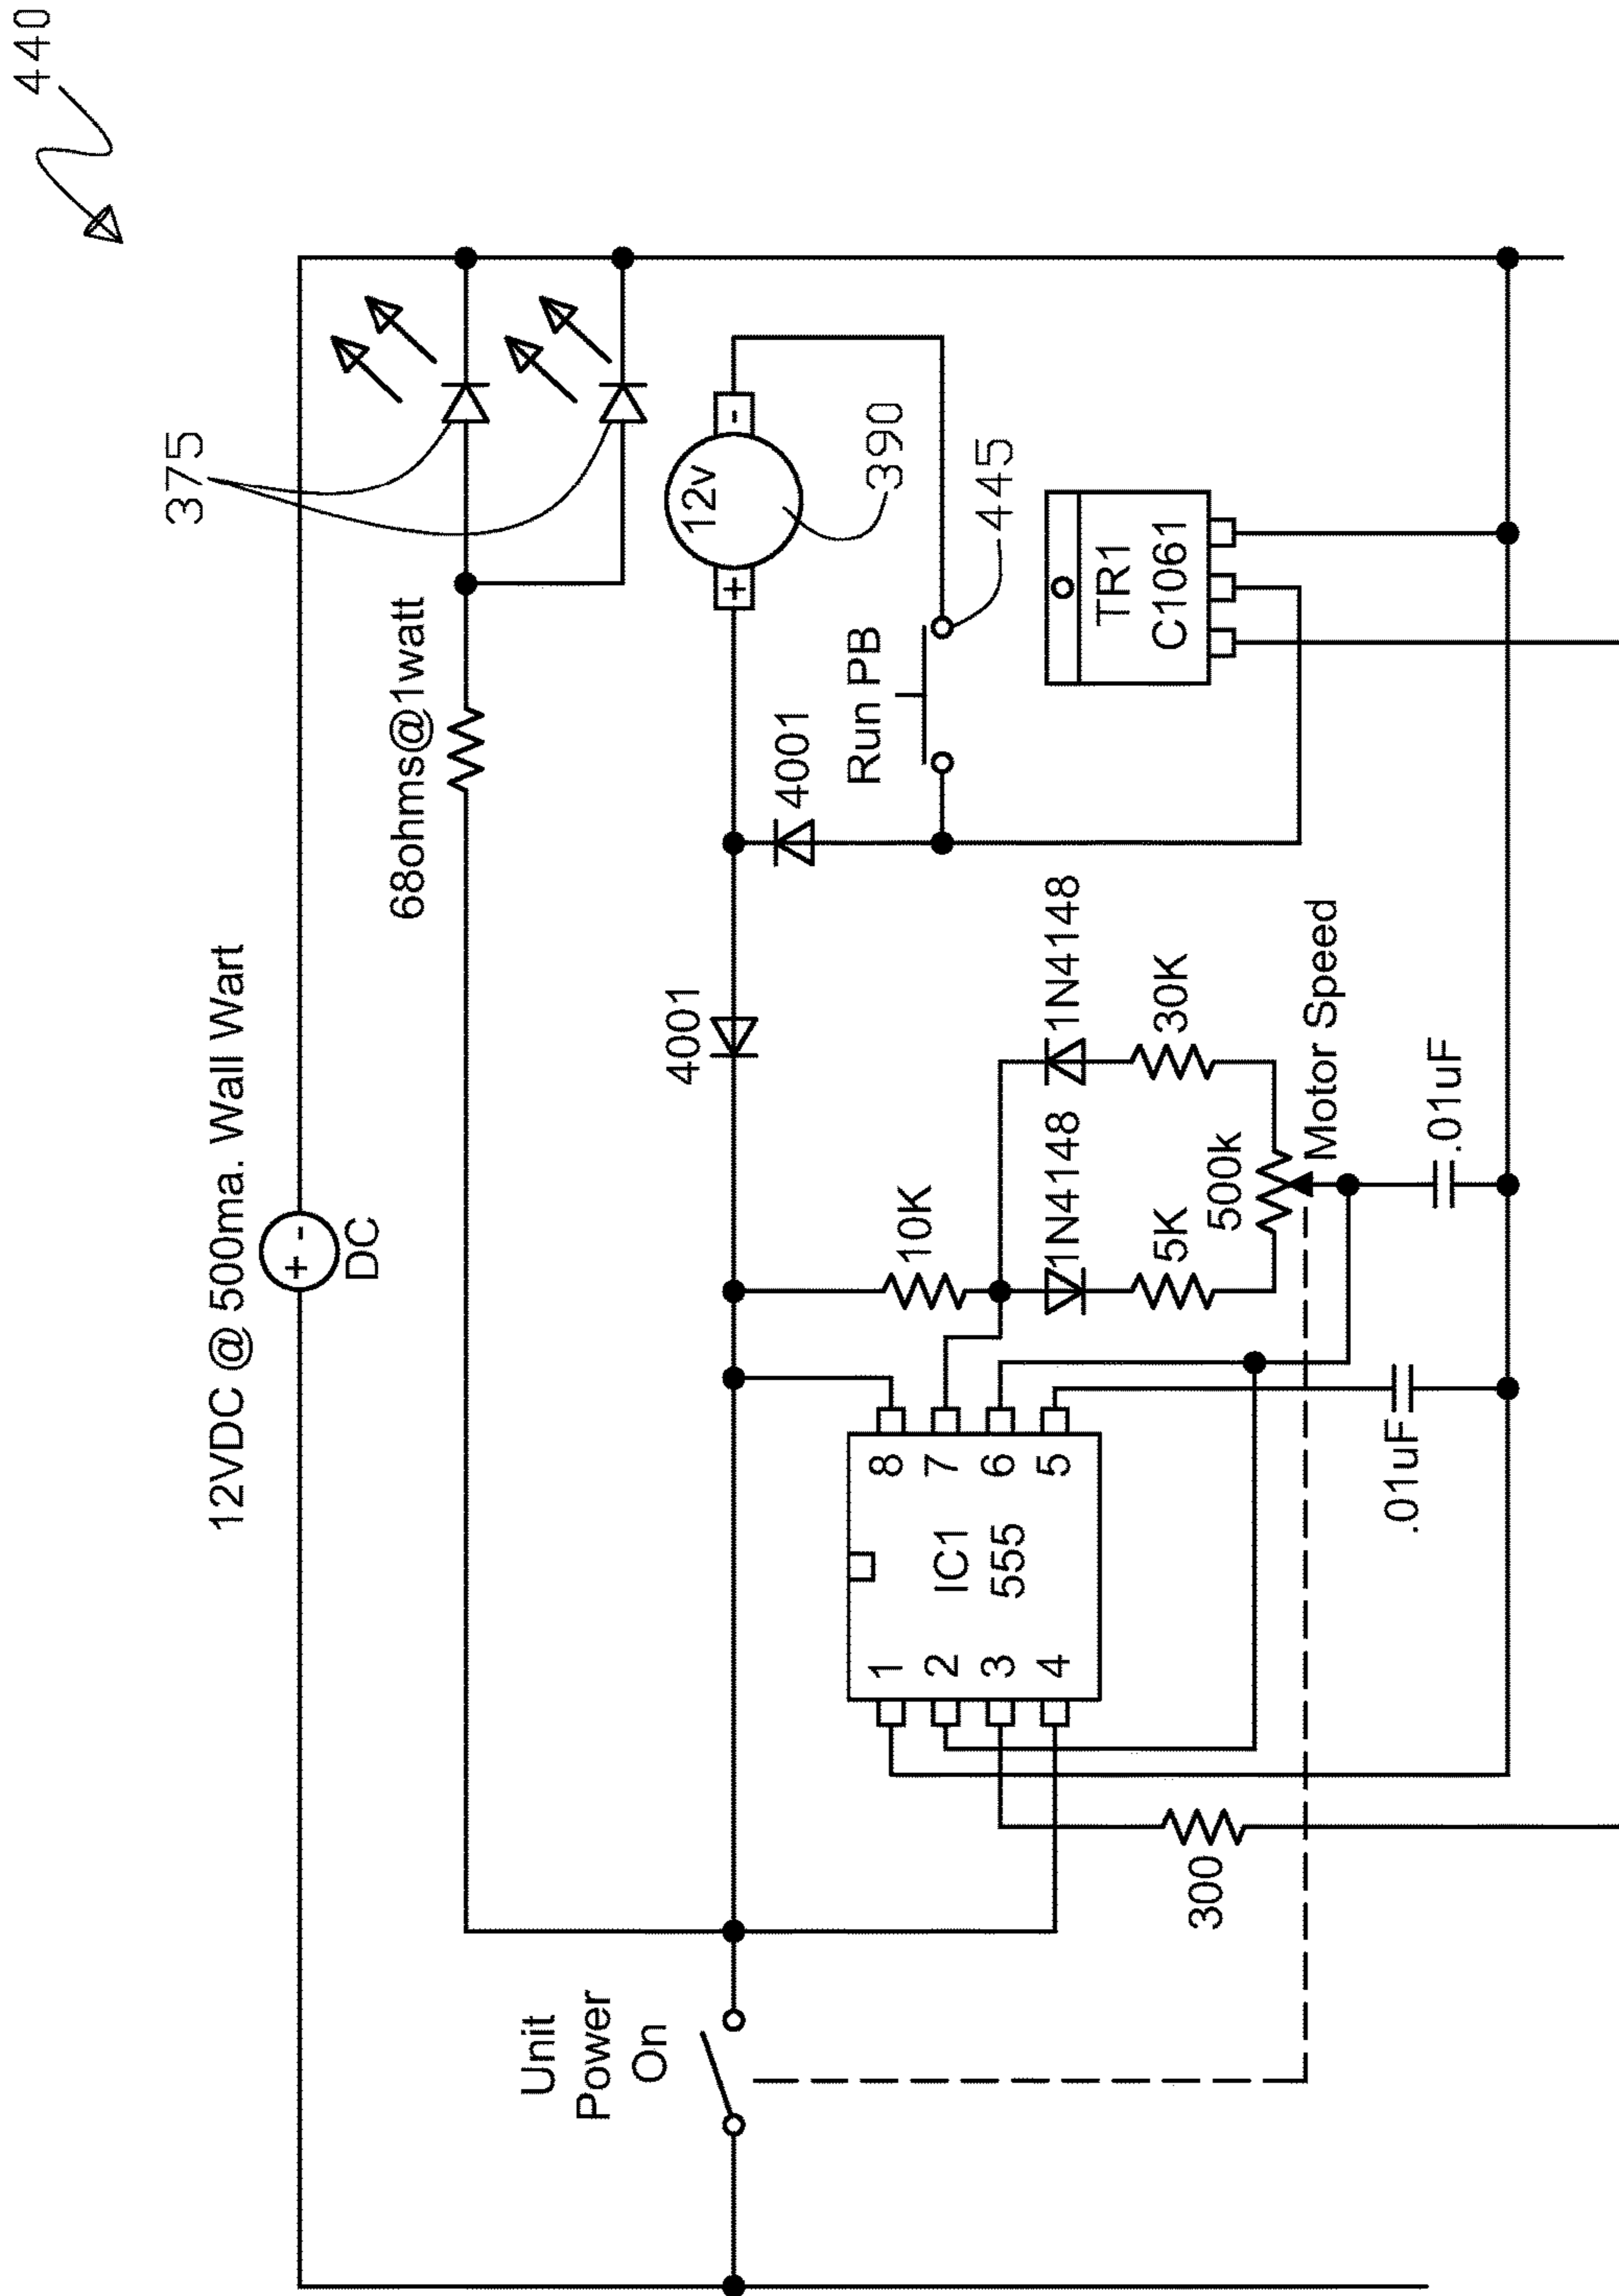 440
12VDC @ 500ma. Wall Wart
+ -
DC
375
68ohms@1watt
Unit
Power
On
4001
+ 12v -
390
4001
Run PB
445
10K
1N4148
1N4148
5K
30K
500k
Motor Speed
.01uF
.01uF
1 8
2 7
3 6
4 5
IC1
555
300
TR1
C1061